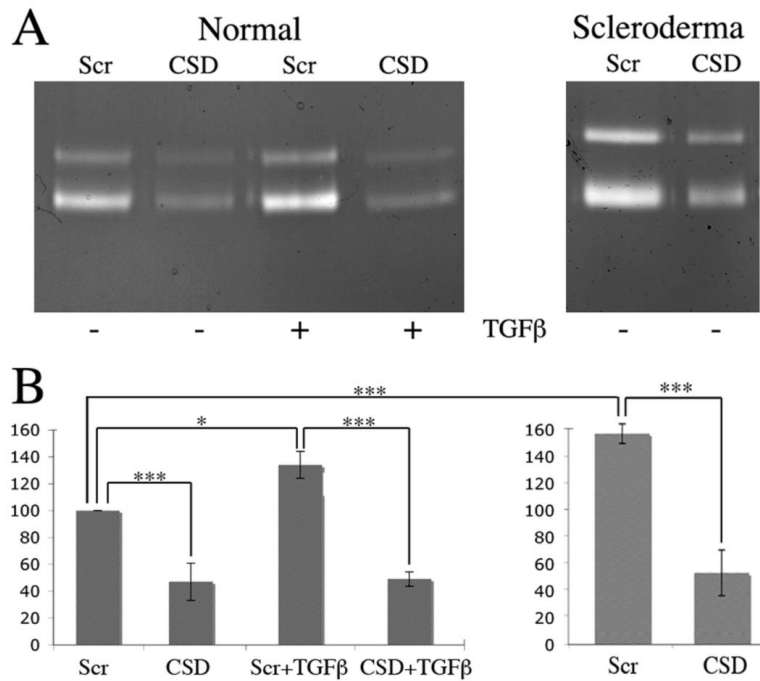 A
Normal
Scleroderma
Scr CSD Scr CSD
Scr CSD
- - + + TGFβ - -
B
***
***
*
***
***
160
140
120
100
80
60
40
20
0
Scr CSD Scr+TGFβ CSD+TGFβ
160
140
120
100
80
60
40
20
0
Scr CSD